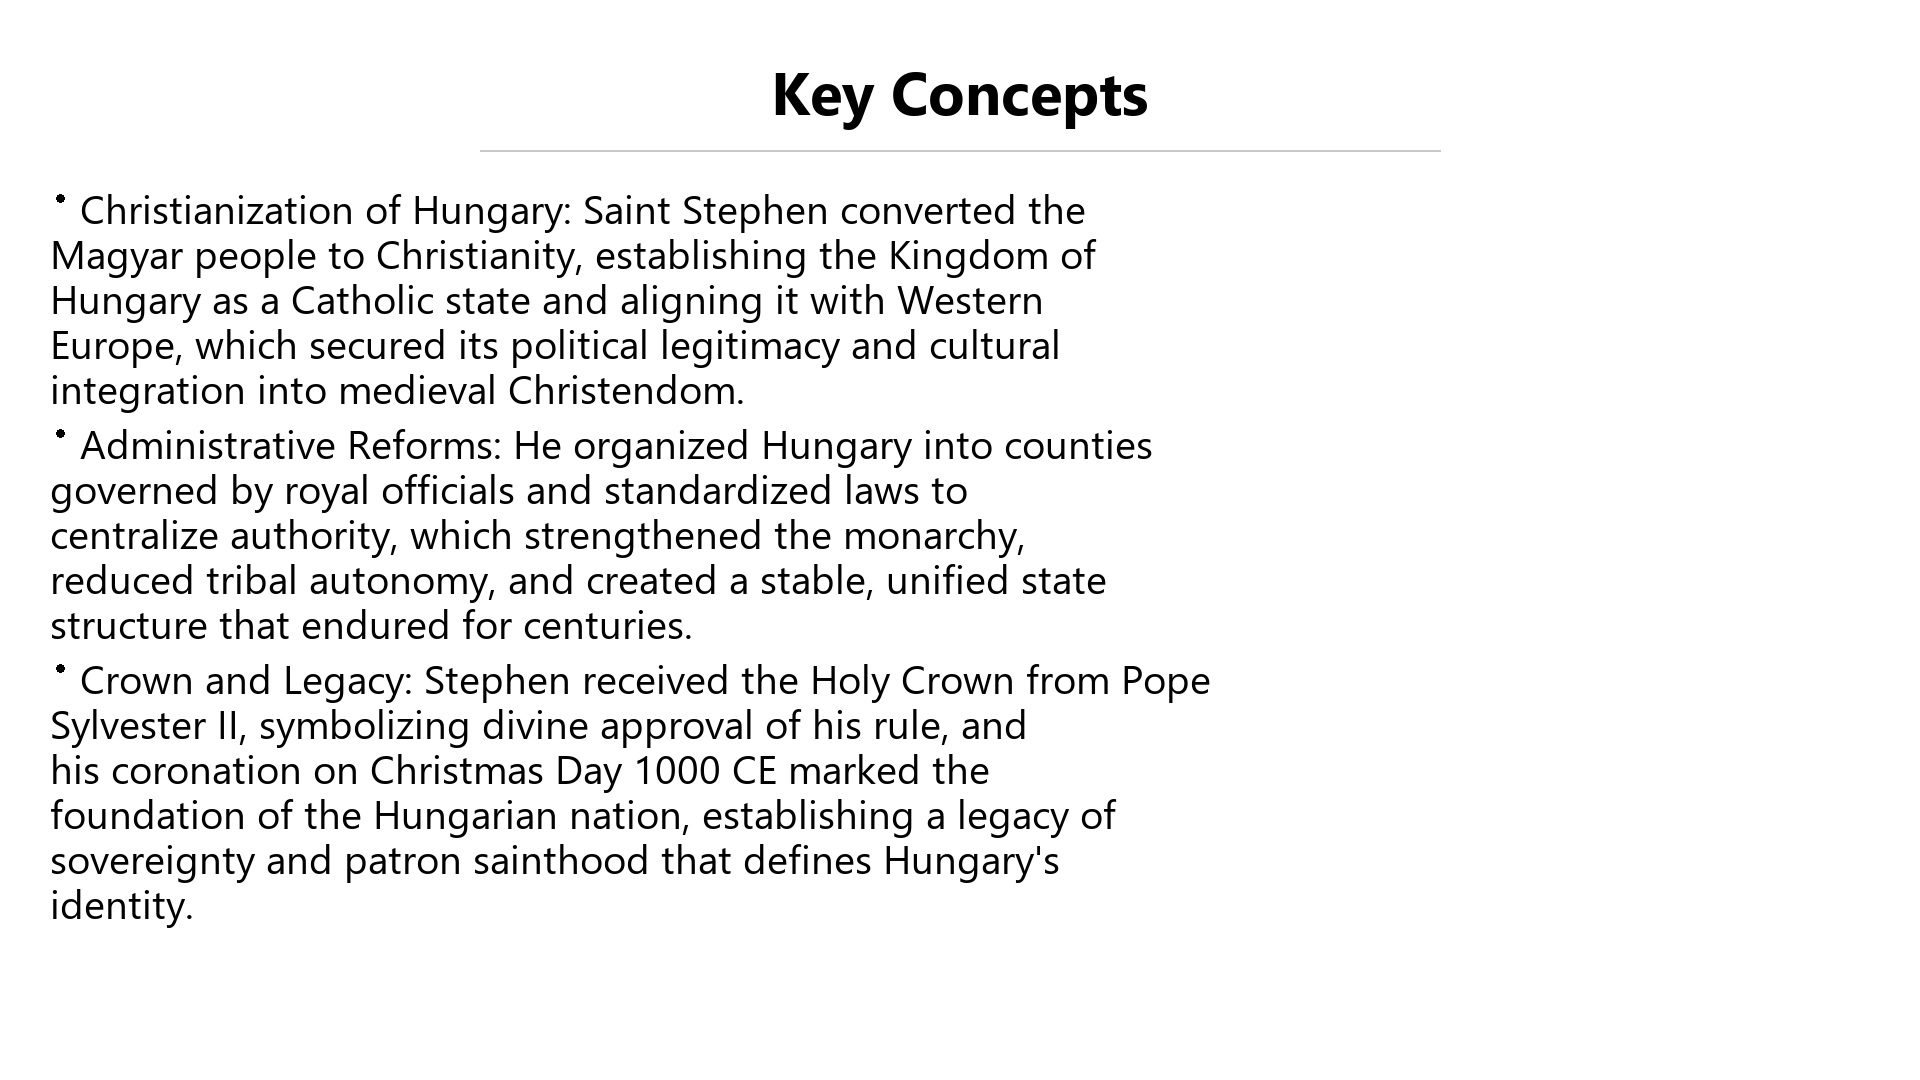 Key Concepts
• Christianization of Hungary: Saint Stephen converted the
Magyar people to Christianity, establishing the Kingdom of
Hungary as a Catholic state and aligning it with Western
Europe, which secured its political legitimacy and cultural
integration into medieval Christendom.
• Administrative Reforms: He organized Hungary into counties
governed by royal officials and standardized laws to
centralize authority, which strengthened the monarchy,
reduced tribal autonomy, and created a stable, unified state
structure that endured for centuries.
• Crown and Legacy: Stephen received the Holy Crown from Pope
Sylvester II, symbolizing divine approval of his rule, and
his coronation on Christmas Day 1000 CE marked the
foundation of the Hungarian nation, establishing a legacy of
sovereignty and patron sainthood that defines Hungary's
identity.